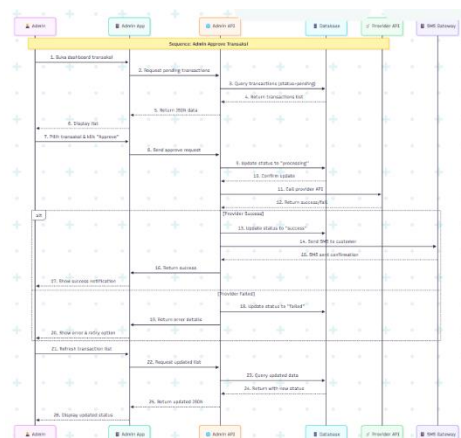 Admin
Admin App
Admin API
Database
Provider API
SMS Gateway
Sequence: Admin Approve Transaksi
1. Buka dashboard transaksi
2. Request pending transactions
3. Query transactions (status=pending)
4. Return transactions list
5. Return JSON data
6. Display list
7. Pilih transaksi & klik "Approve"
8. Send approve request
9. Update status to "processing"
10. Confirm update
11. Call provider API
12. Return success/fail
alt
[Provider Success]
13. Update status to "success"
14. Send SMS to customer
15. SMS sent confirmation
16. Return success
17. Show success notification
[Provider Failed]
18. Update status to "failed"
19. Return error details
20. Show error & retry option
21. Refresh transaction list
22. Request updated list
23. Query updated data
24. Return with new status
25. Return updated JSON
26. Display updated status
Admin
Admin App
Admin API
Database
Provider API
SMS Gateway